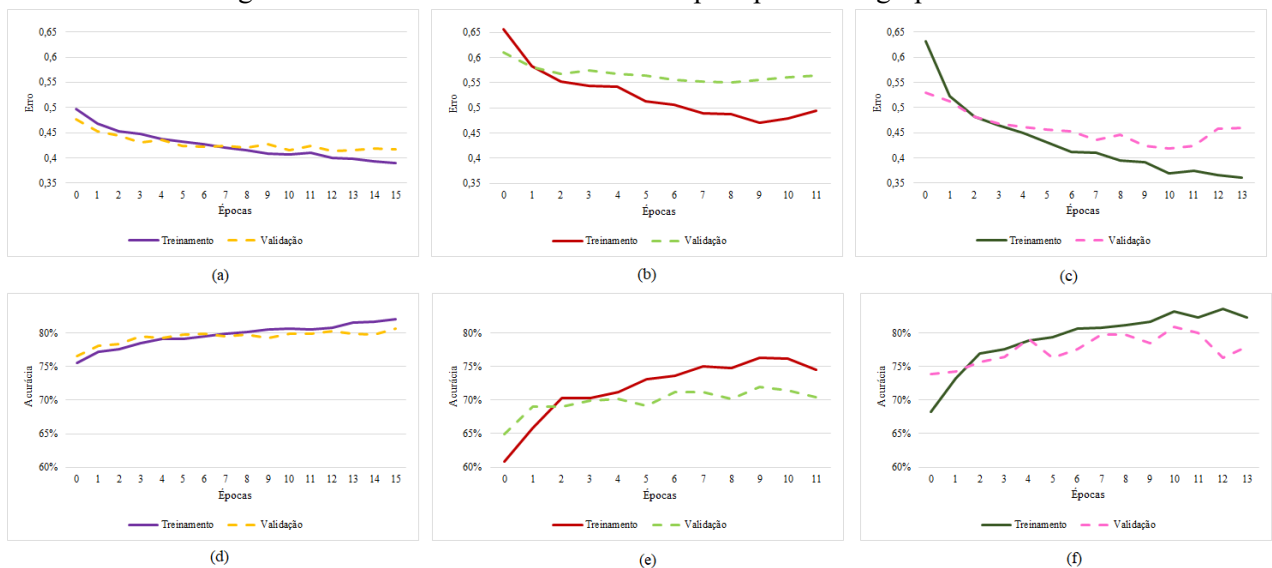 0,65
0,6
0,55
0,5
0,45
0,4
0,35
Erro
0 1 2 3 4 5 6 7 8 9 10 11 12 13 14 15
Épocas
Treinamento Validação
(a)
0,65
0,6
0,55
0,5
0,45
0,4
0,35
Erro
0 1 2 3 4 5 6 7 8 9 10 11
Épocas
Treinamento Validação
(b)
0,65
0,6
0,55
0,5
0,45
0,4
0,35
Erro
0 1 2 3 4 5 6 7 8 9 10 11 12 13
Épocas
Treinamento Validação
(c)
80%
75%
70%
65%
60%
Acurácia
0 1 2 3 4 5 6 7 8 9 10 11 12 13 14 15
Épocas
Treinamento Validação
(d)
80%
75%
70%
65%
60%
Acurácia
0 1 2 3 4 5 6 7 8 9 10 11
Épocas
Treinamento Validação
(e)
80%
75%
70%
65%
60%
Acurácia
0 1 2 3 4 5 6 7 8 9 10 11 12 13
Épocas
Treinamento Validação
(f)